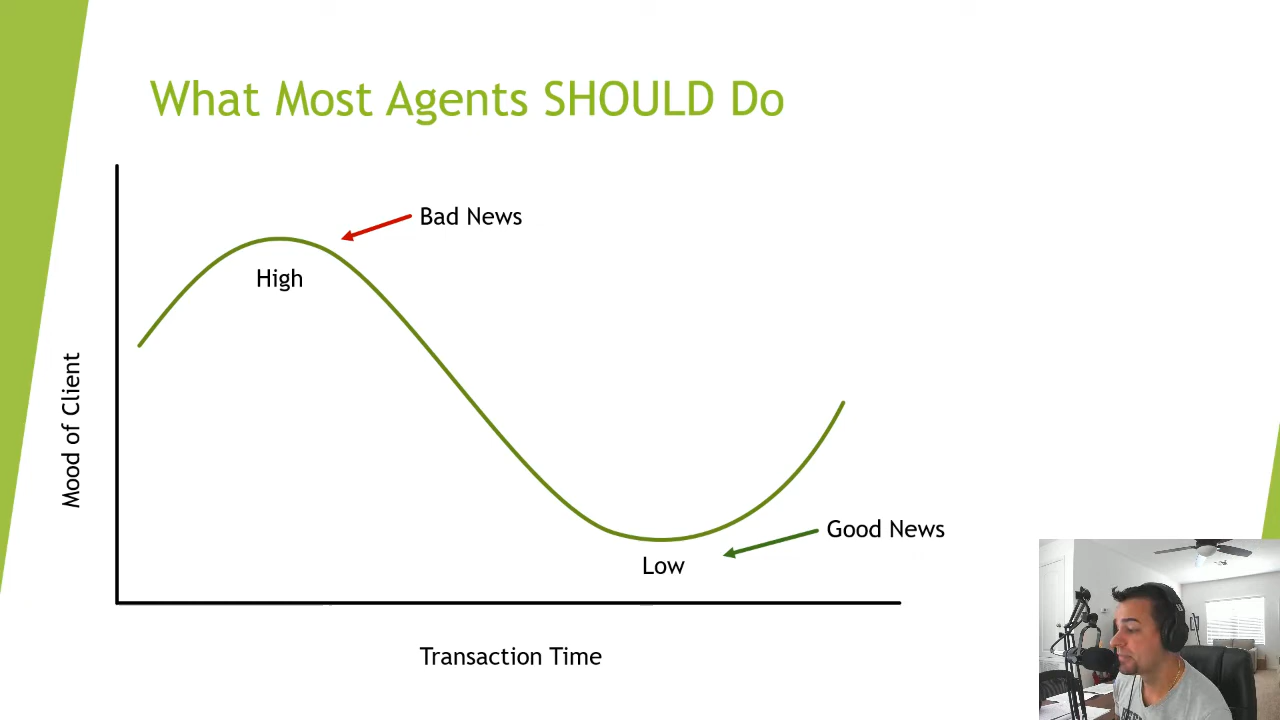 What Most Agents SHOULD Do
Bad News
High
Mood of Client
Good News
Low
Transaction Time